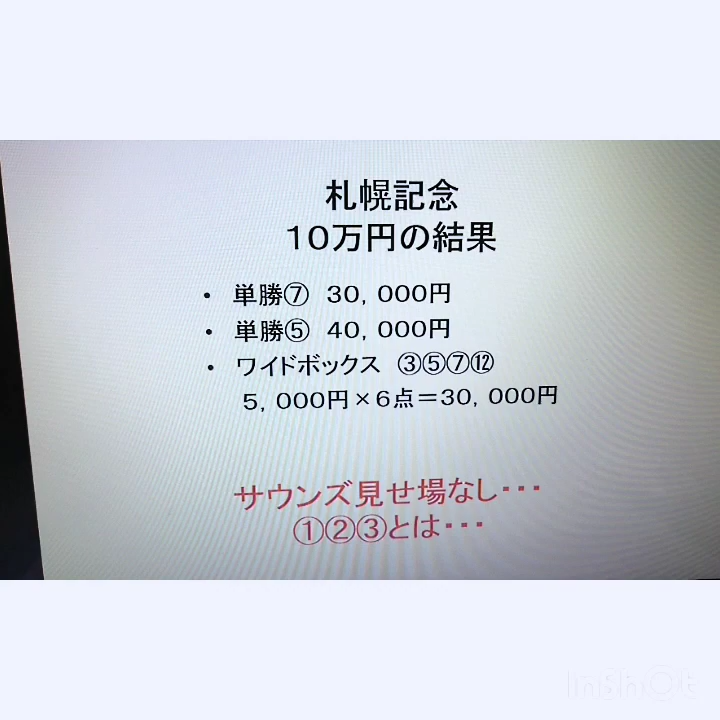 札幌記念
10万円の結果
・ 単勝⑦ 30,000円
・ 単勝⑤ 40,000円
・ ワイドボックス ③⑤⑦⑫
5,000円×6点=30,000円
サウンズ見せ場なし・・・
①②③とは・・・
InShOt